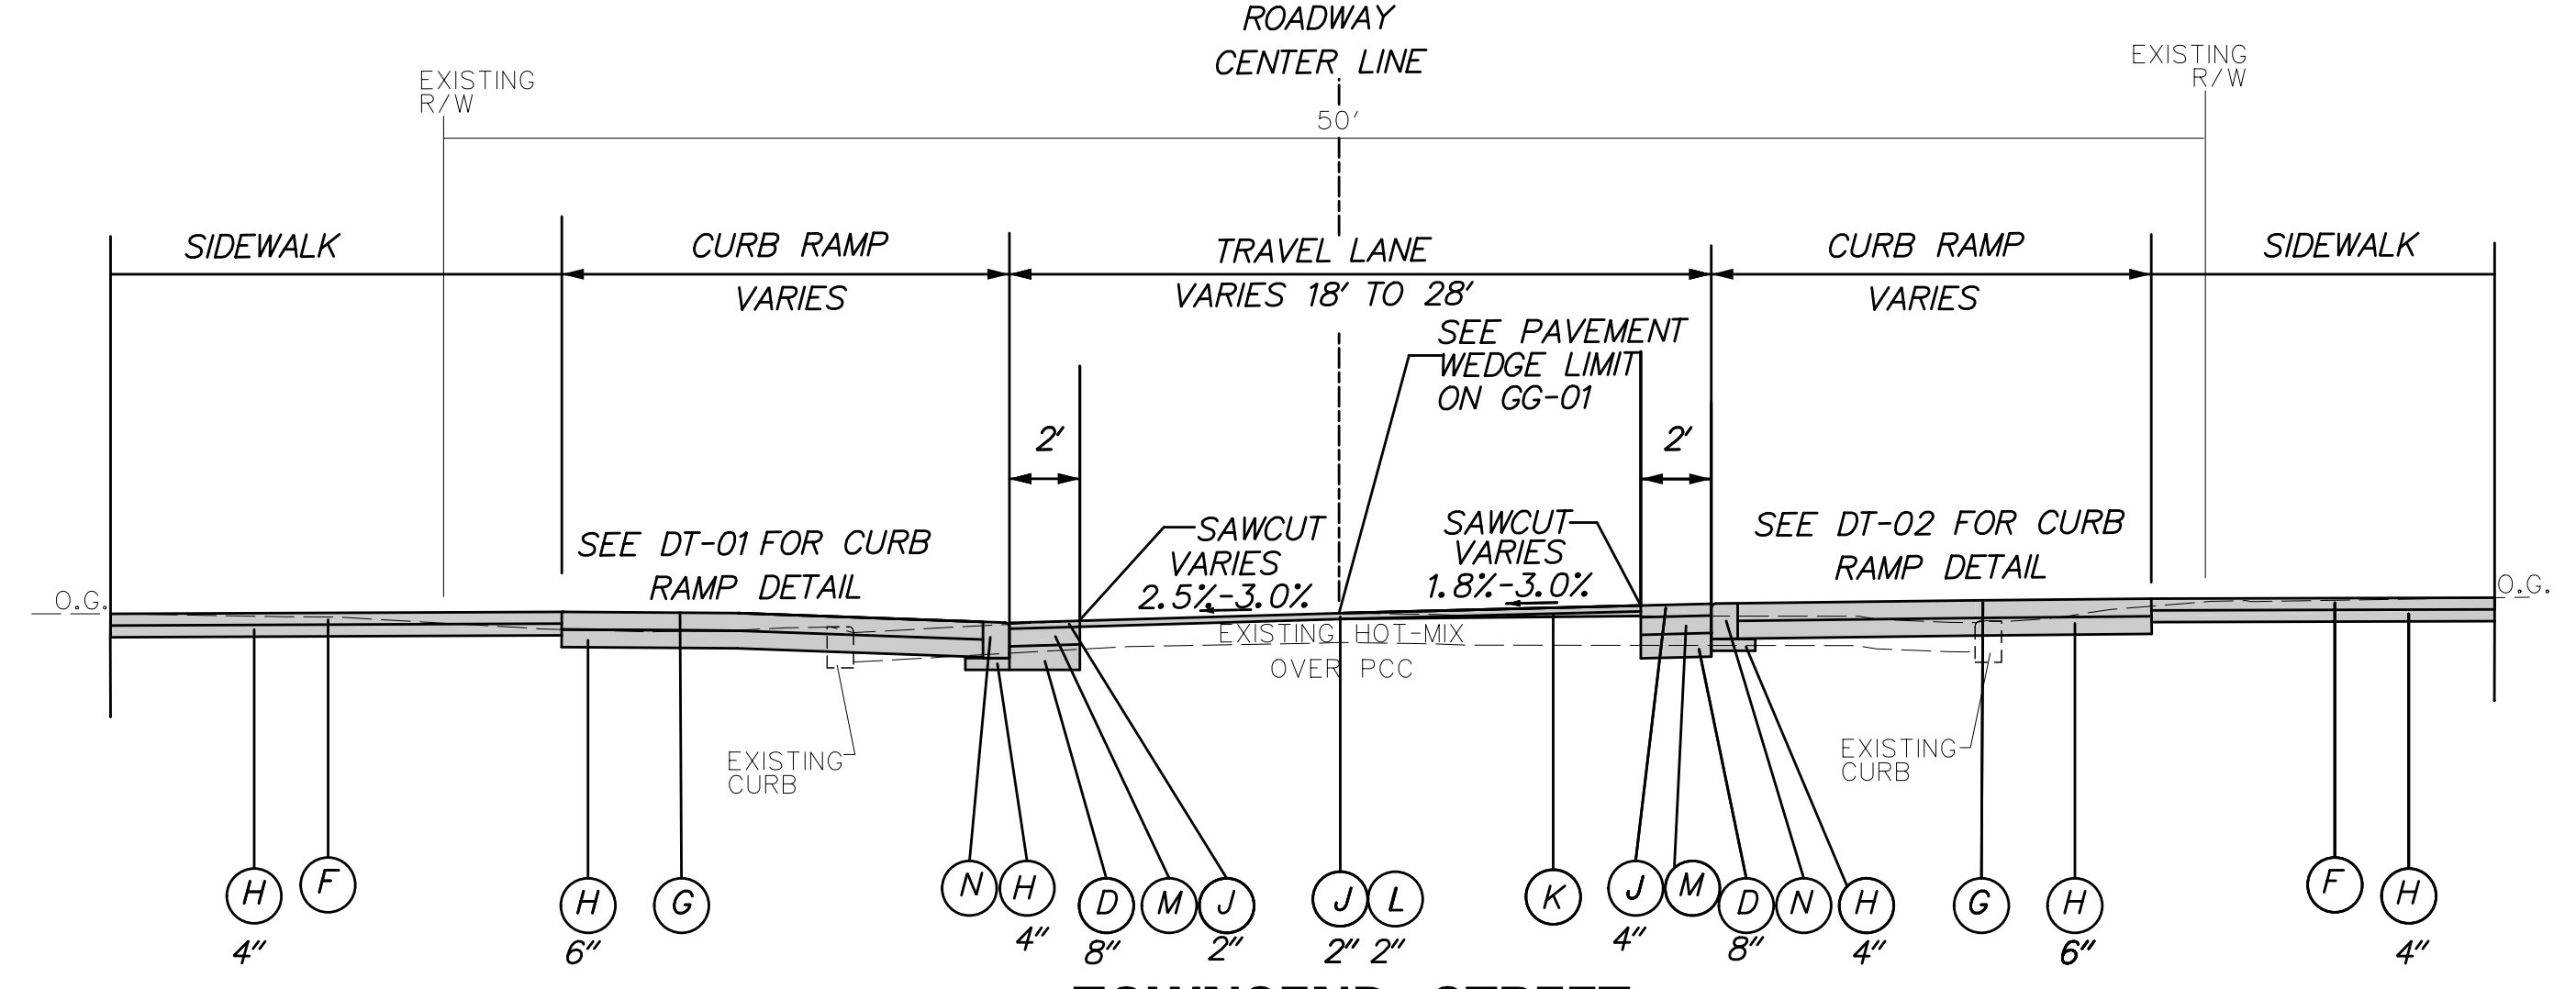 ROADWAY
CENTER LINE
EXISTING
R/W
EXISTING
R/W
50'
SIDEWALK
CURB RAMP
VARIES
TRAVEL LANE
VARIES 18' TO 28'
CURB RAMP
VARIES
SIDEWALK
SEE PAVEMENT
WEDGE LIMIT
ON GG-01
2'
2'
SEE DT-01 FOR CURB
RAMP DETAIL
SAWCUT
VARIES
2.5%-3.0%
SAWCUT
VARIES
1.8%-3.0%
SEE DT-02 FOR CURB
RAMP DETAIL
O.G.
O.G.
EXISTING HOT-MIX
OVER PCC
EXISTING
CURB
EXISTING
CURB
H F H G N H D M J J L K J M D N H G H F H
4" 6" 4" 8" 2" 2" 2" 4" 8" 4" 6" 4"
TOWNSEND STREET